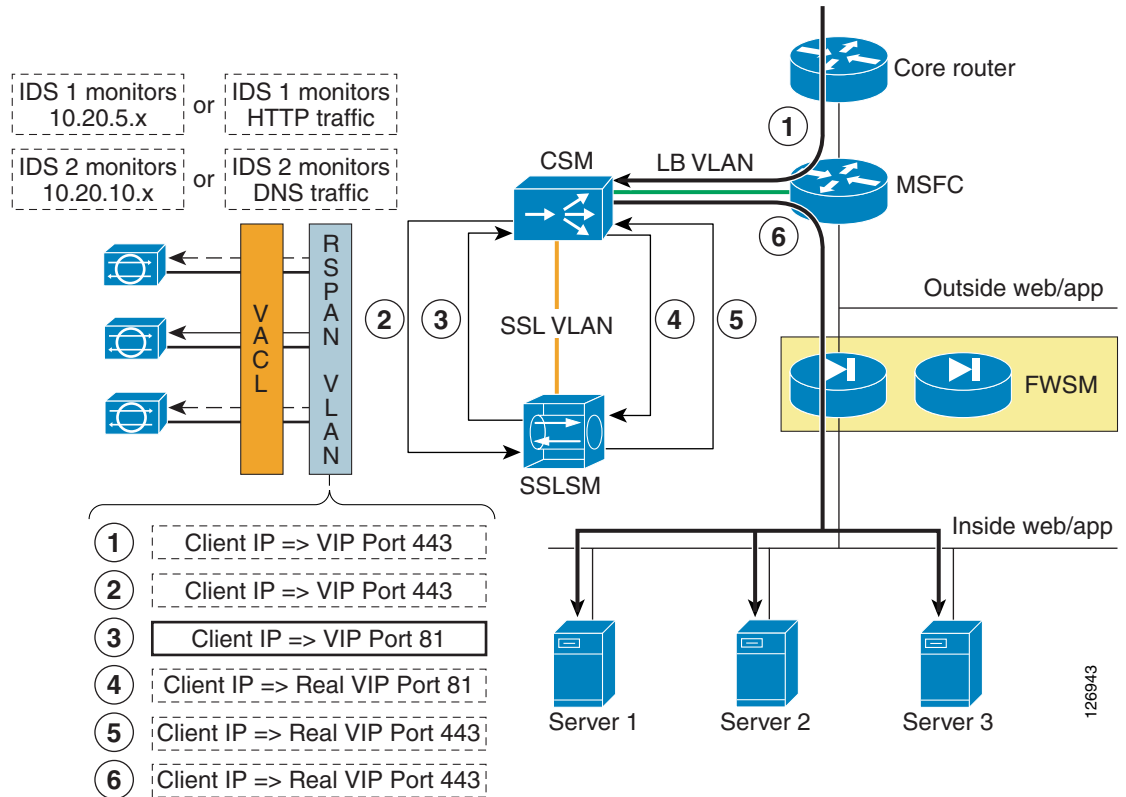 Core router
IDS 1 monitors
10.20.5.x
or
IDS 1 monitors
HTTP traffic
1
IDS 2 monitors
10.20.10.x
or
IDS 2 monitors
DNS traffic
CSM
LB VLAN
MSFC
6
VACL
RSPAN VLAN
2
3
SSL VLAN
4
5
Outside web/app
FWSM
SSLSM
Inside web/app
1 Client IP => VIP Port 443
2 Client IP => VIP Port 443
3 Client IP => VIP Port 81
4 Client IP => Real VIP Port 81
5 Client IP => Real VIP Port 443
6 Client IP => Real VIP Port 443
Server 1
Server 2
Server 3
126943